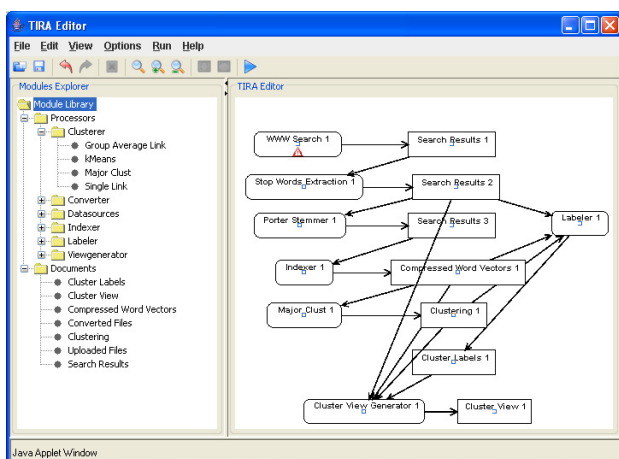 TIRA Editor
File Edit View Options Run Help
Modules Explorer
Module Library
Processors
Clusterer
Group Average Link
kMeans
Major Clust
Single Link
Converter
Datasources
Indexer
Labeler
Viewgenerator
Documents
Cluster Labels
Cluster View
Compressed Word Vectors
Converted Files
Clustering
Uploaded Files
Search Results
TIRA Editor
WWW Search 1
Search Results 1
Stop Words Extraction 1
Search Results 2
Porter Stemmer 1
Search Results 3
Labeler 1
Indexer 1
Compressed Word Vectors 1
Major Clust 1
Clustering 1
Cluster Labels 1
Cluster View Generator 1
Cluster View 1
Java Applet Window